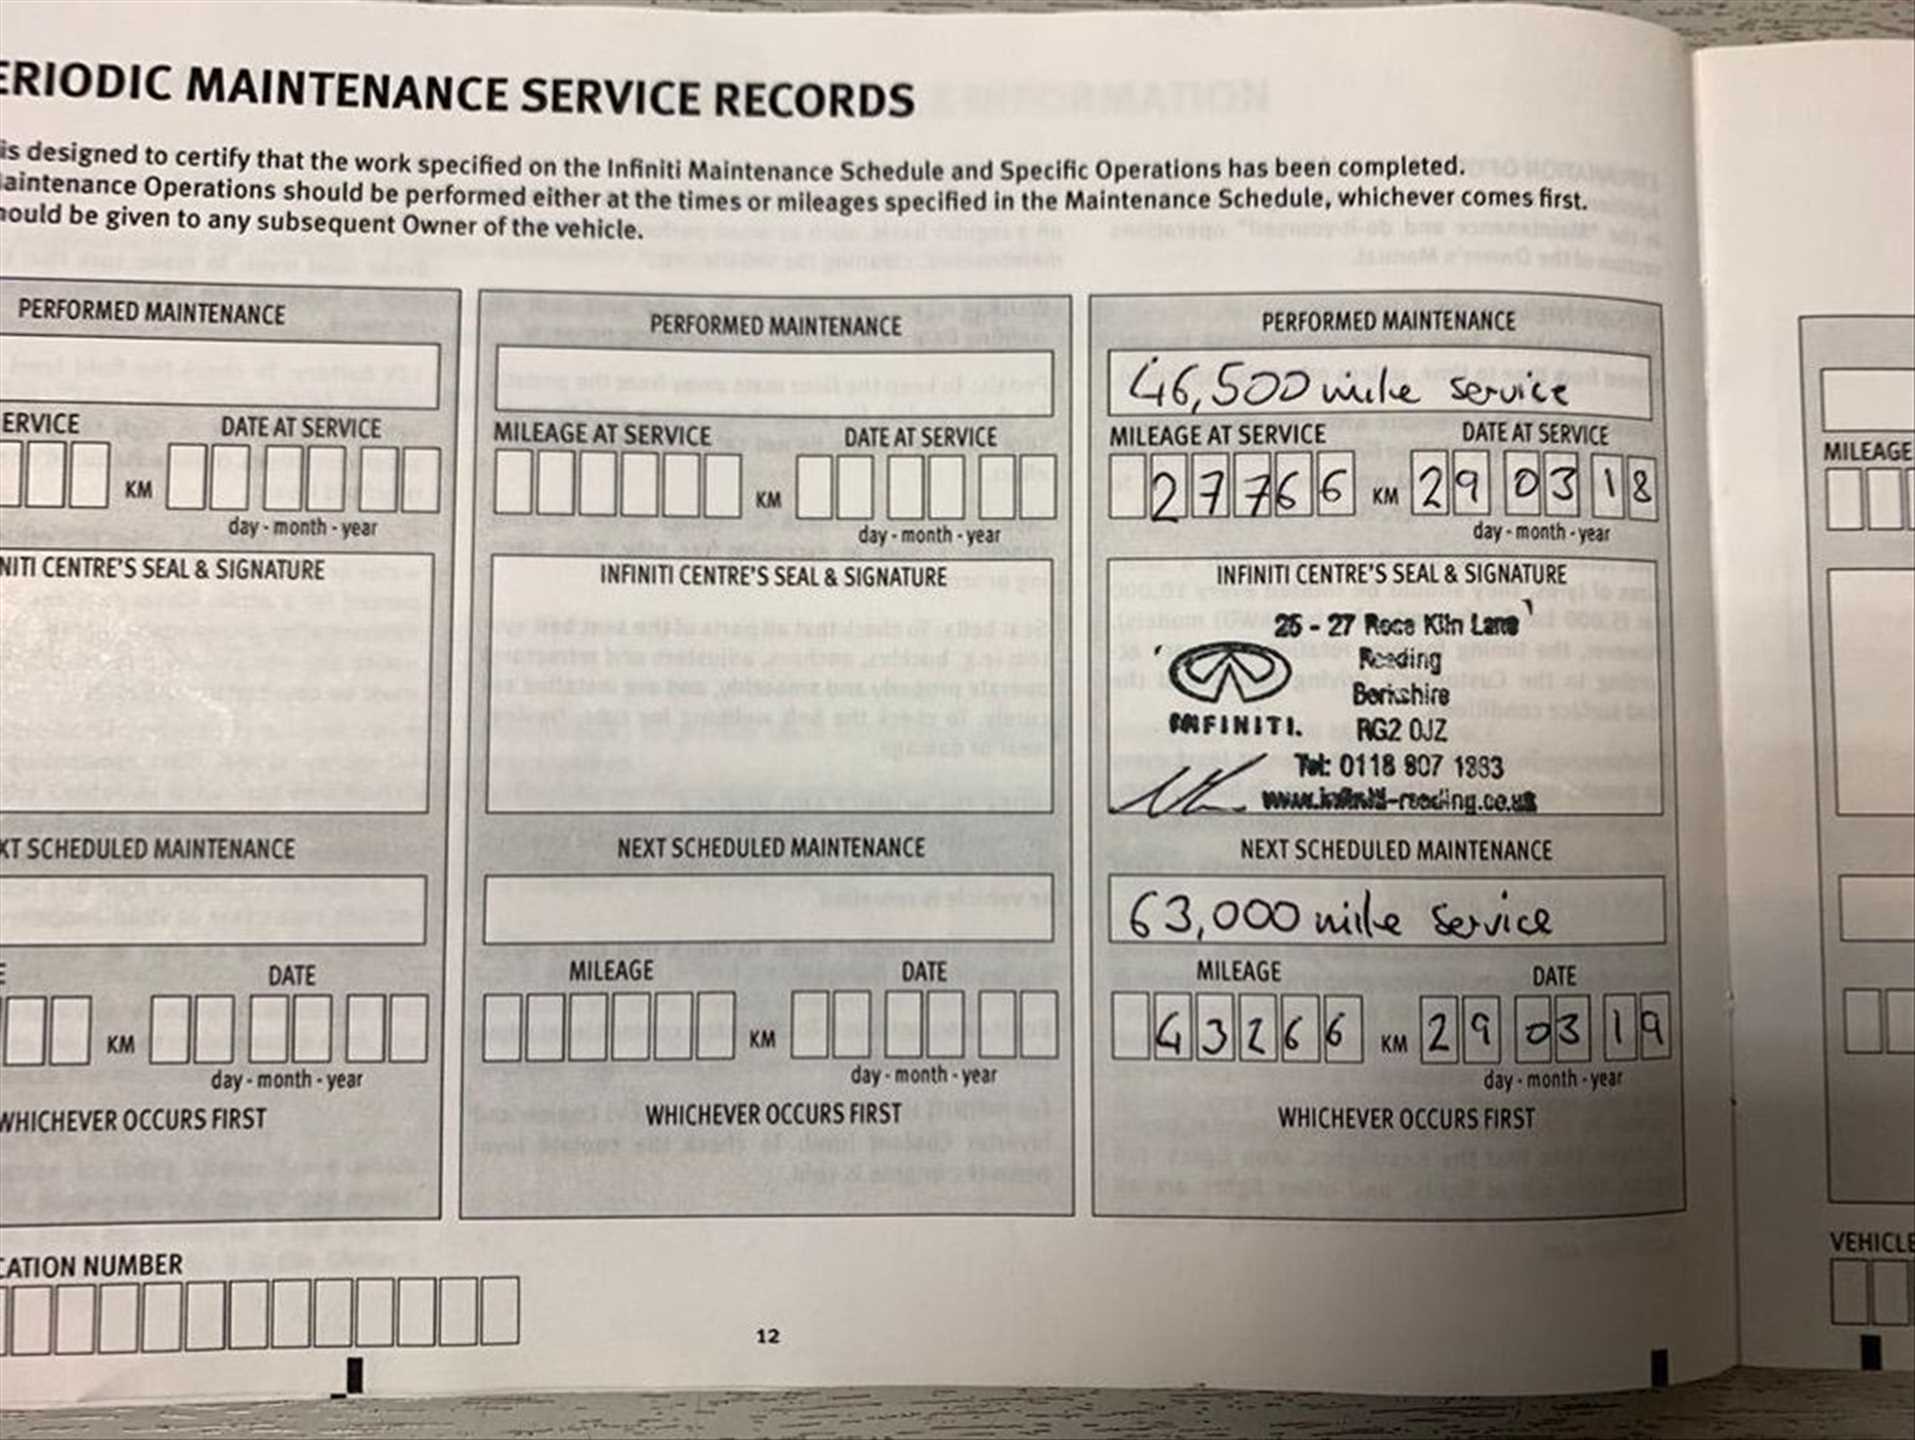 ERIODIC MAINTENANCE SERVICE RECORDS
is designed to certify that the work specified on the Infiniti Maintenance Schedule and Specific Operations has been completed.
aintenance Operations should be performed either at the times or mileages specified in the Maintenance Schedule, whichever comes first.
hould be given to any subsequent Owner of the vehicle.
PERFORMED MAINTENANCE
ERVICE DATE AT SERVICE
KM
day - month - year
NITI CENTRE'S SEAL & SIGNATURE
XT SCHEDULED MAINTENANCE
E DATE
KM
day - month - year
WHICHEVER OCCURS FIRST
CATION NUMBER
PERFORMED MAINTENANCE
MILEAGE AT SERVICE DATE AT SERVICE
KM
day - month - year
INFINITI CENTRE'S SEAL & SIGNATURE
NEXT SCHEDULED MAINTENANCE
MILEAGE DATE
KM
day - month - year
WHICHEVER OCCURS FIRST
PERFORMED MAINTENANCE
46,500 mile service
MILEAGE AT SERVICE DATE AT SERVICE
27766 KM 29 03 18
day - month - year
INFINITI CENTRE'S SEAL & SIGNATURE
25 - 27 Rose Kiln Lane
Reading
Berkshire
INFINITI. RG2 0JZ
Tel: 0118 907 1383
www.infiniti-reading.co.uk
NEXT SCHEDULED MAINTENANCE
63,000 mile service
MILEAGE DATE
43266 KM 29 03 19
day - month - year
WHICHEVER OCCURS FIRST
12
MILEAGE
VEHICLE